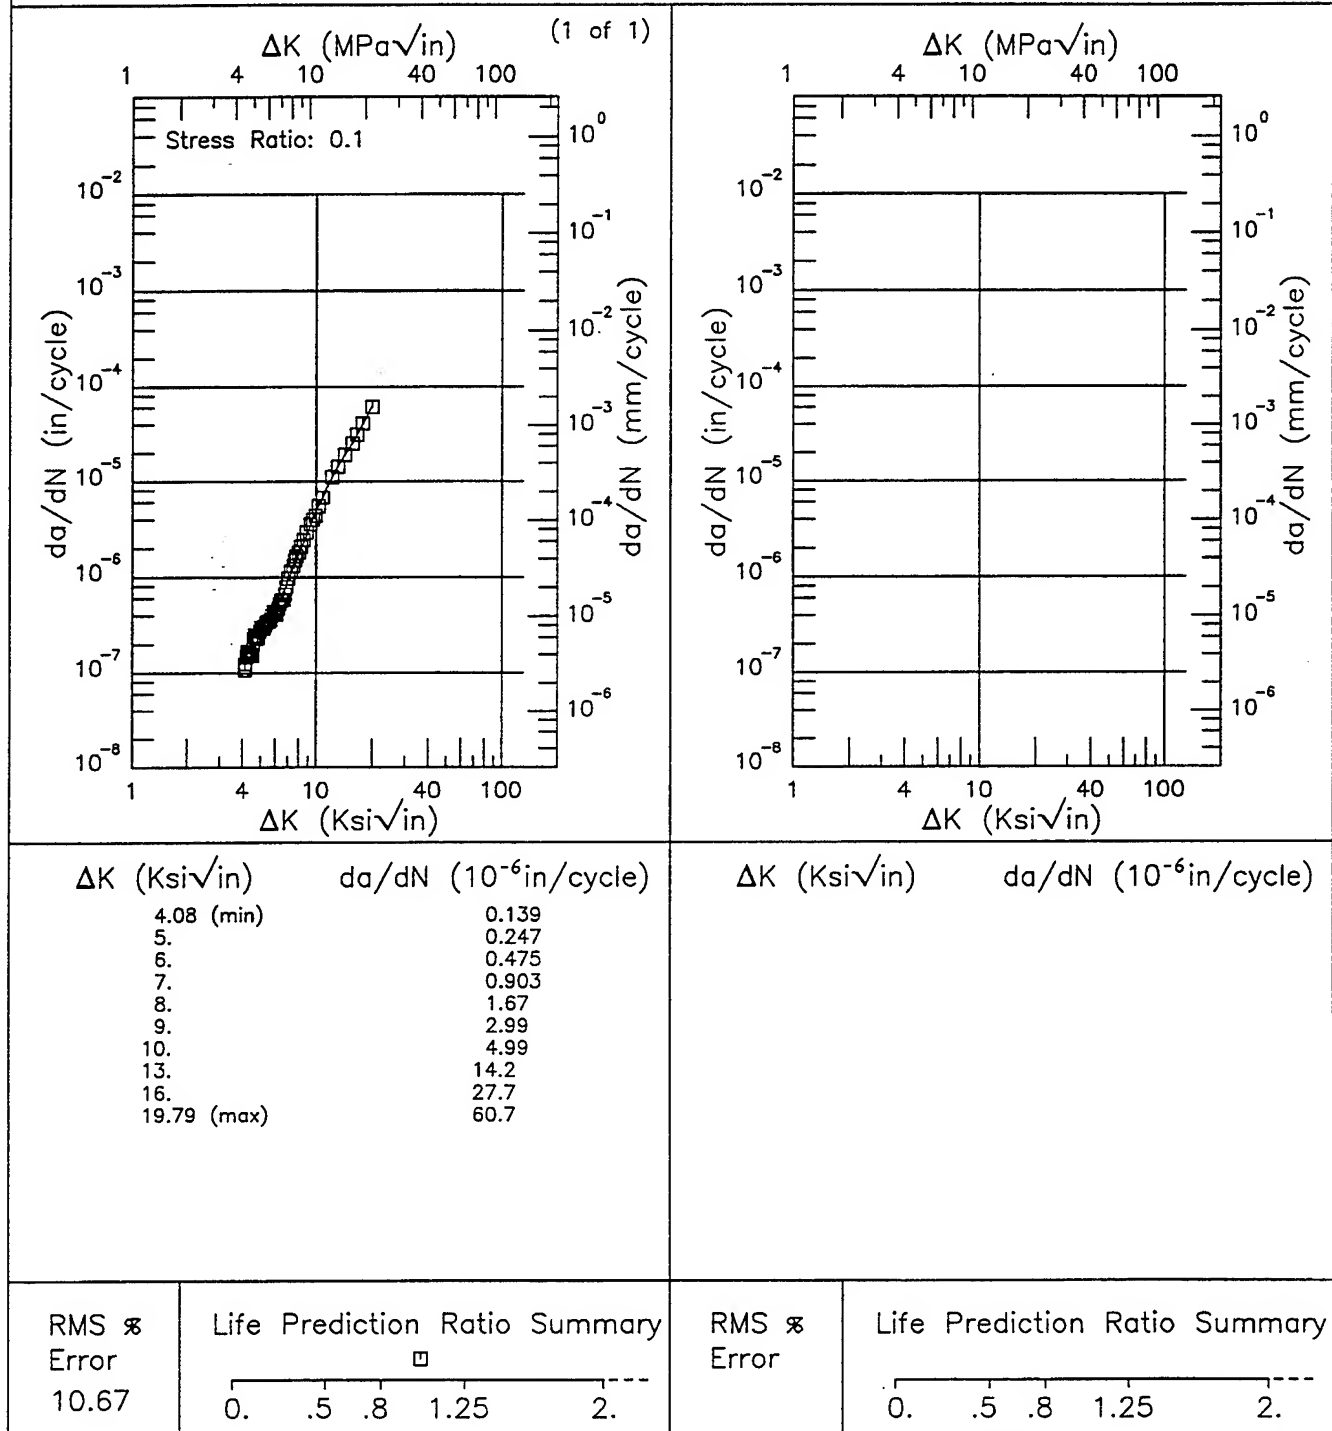 (1 of 1)
ΔK (MPa√in)
1 4 10 40 100
Stress Ratio: 0.1
10⁰
10⁻¹
10⁻²
10⁻³
10⁻⁴
10⁻⁵
10⁻⁶
da/dN (mm/cycle)
10⁻²
10⁻³
10⁻⁴
10⁻⁵
10⁻⁶
10⁻⁷
10⁻⁸
da/dN (in/cycle)
1 4 10 40 100
ΔK (Ksi√in)
ΔK (MPa√in)
1 4 10 40 100
10⁰
10⁻¹
10⁻²
10⁻³
10⁻⁴
10⁻⁵
10⁻⁶
da/dN (mm/cycle)
10⁻²
10⁻³
10⁻⁴
10⁻⁵
10⁻⁶
10⁻⁷
10⁻⁸
da/dN (in/cycle)
1 4 10 40 100
ΔK (Ksi√in)
ΔK (Ksi√in) da/dN (10⁻⁶in/cycle)
4.08 (min) 0.139
5. 0.247
6. 0.475
7. 0.903
8. 1.67
9. 2.99
10. 4.99
13. 14.2
16. 27.7
19.79 (max) 60.7
ΔK (Ksi√in) da/dN (10⁻⁶in/cycle)
RMS %
Error
10.67
Life Prediction Ratio Summary
0. .5 .8 1.25 2.
RMS %
Error
Life Prediction Ratio Summary
0. .5 .8 1.25 2.